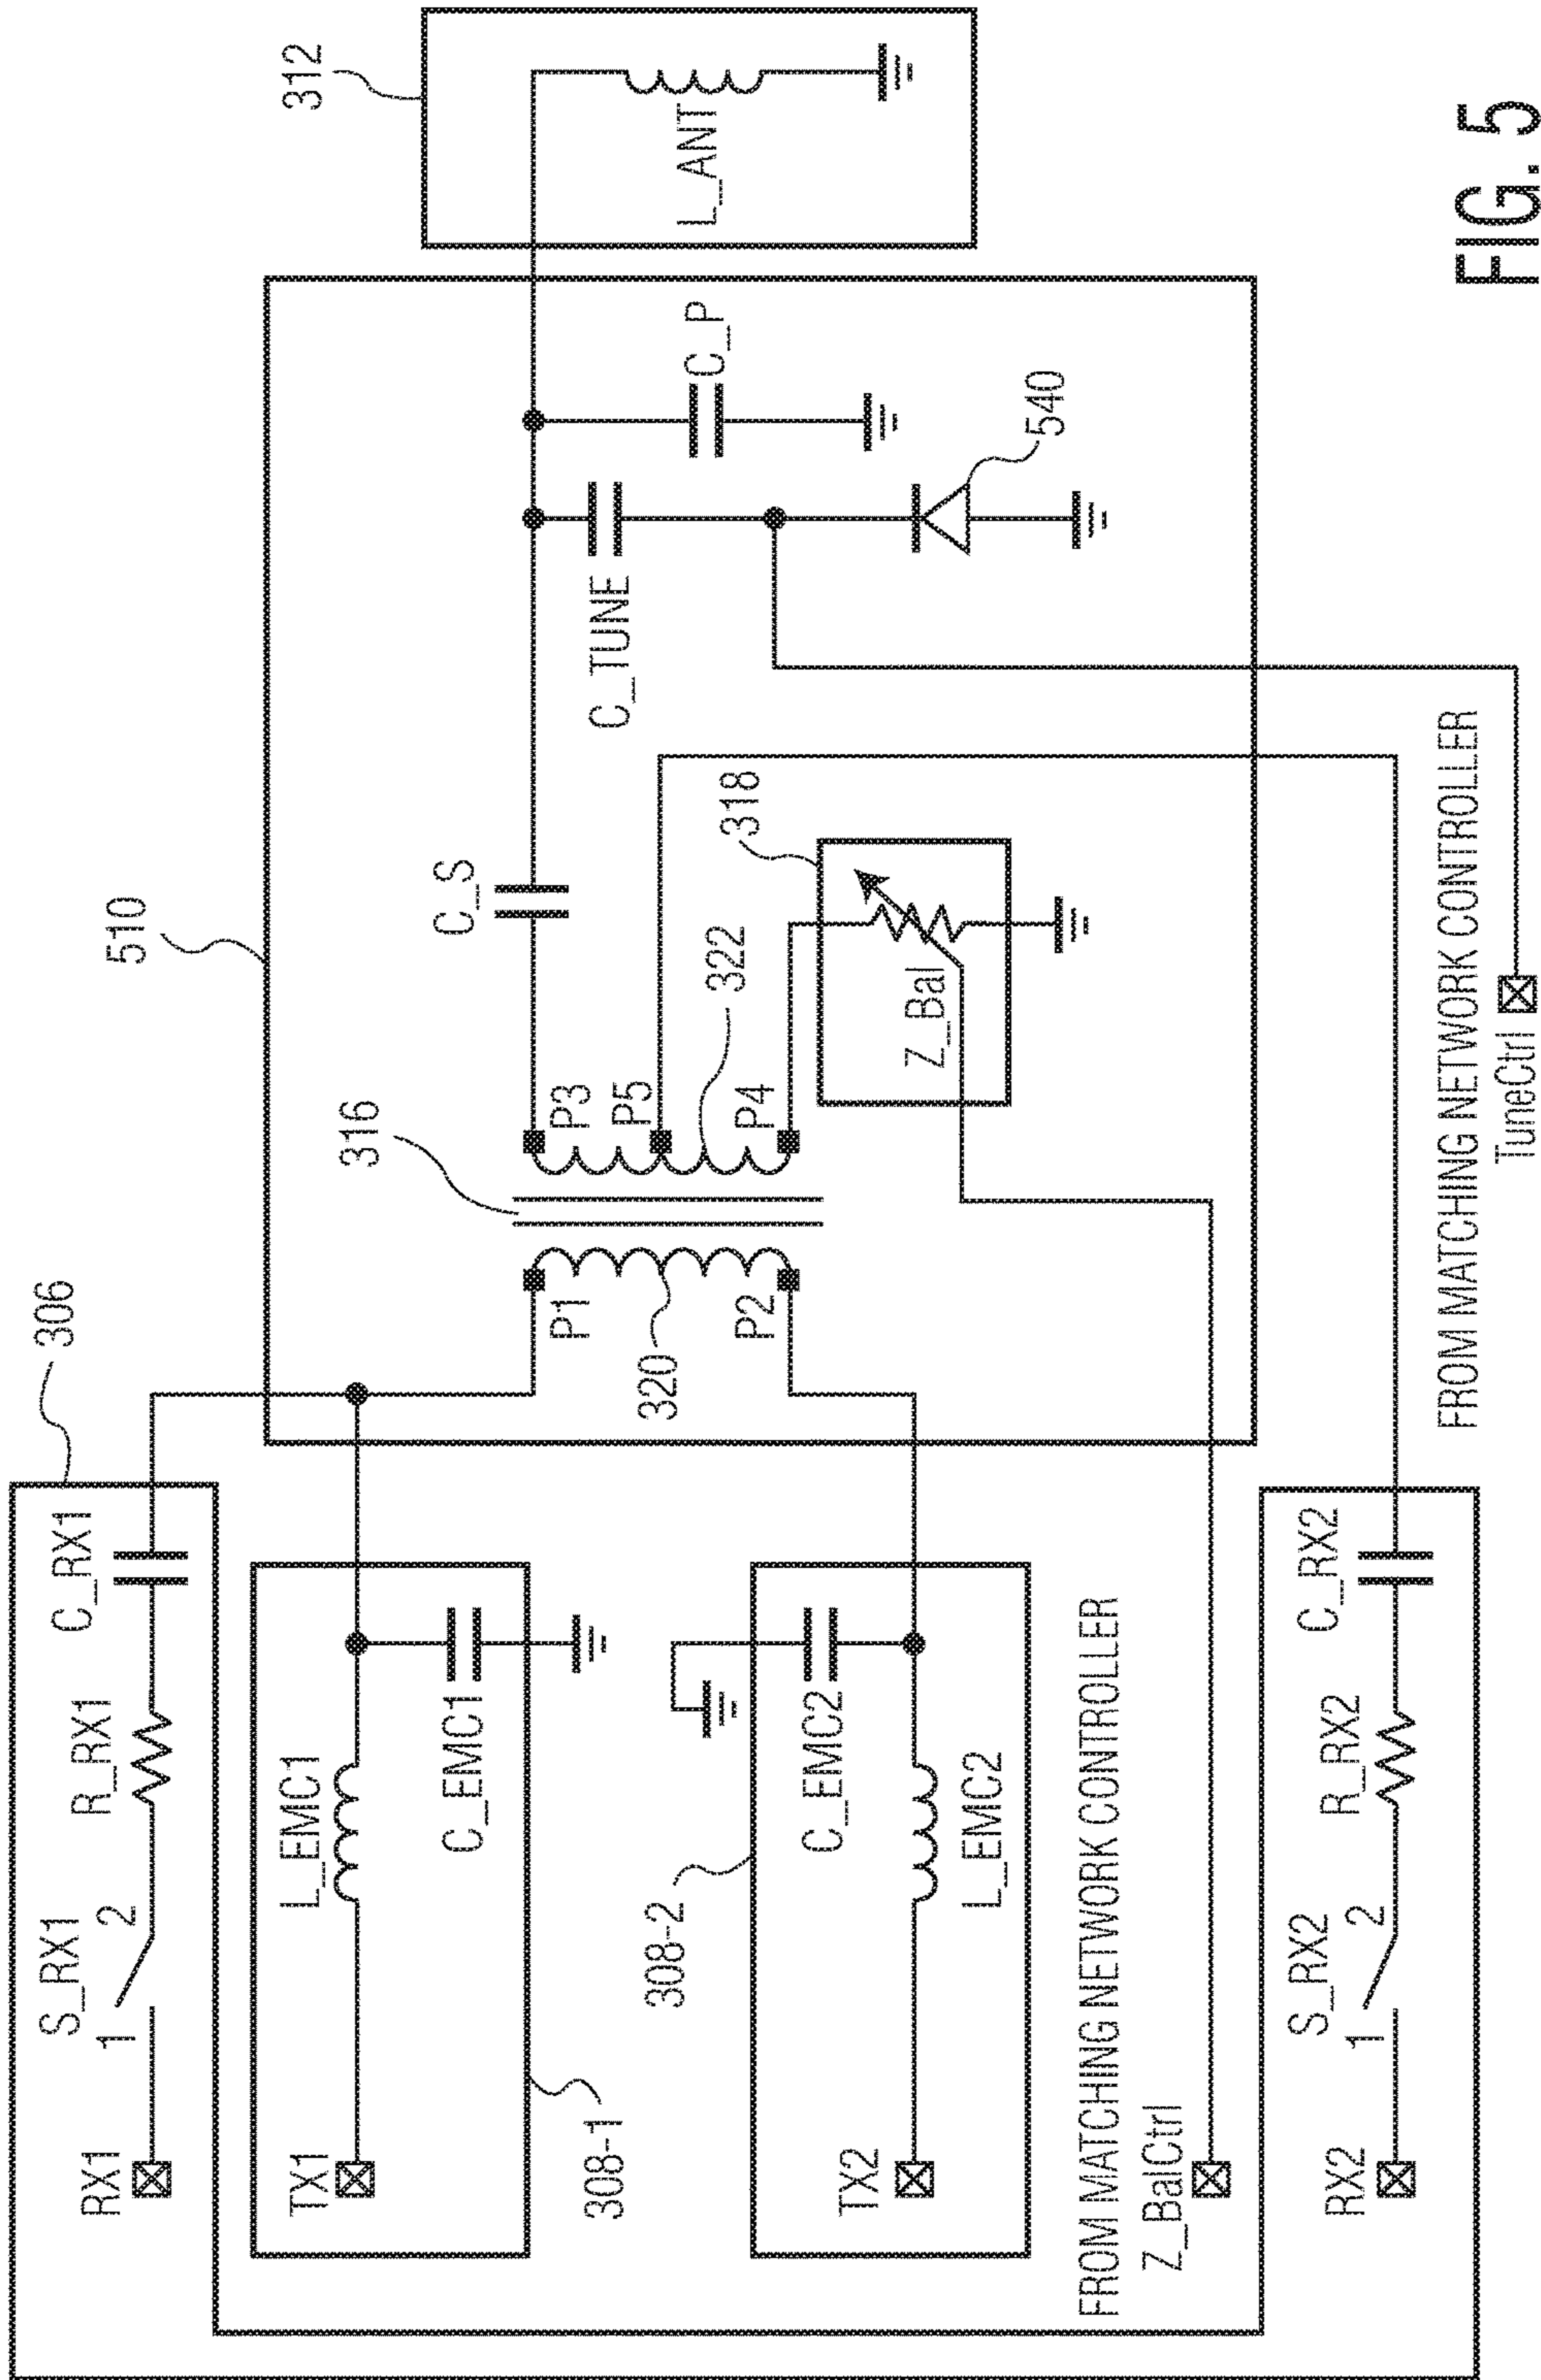 306
510
312
RX1
S_RX1
1
2
R_RX1
C_RX1
TX1
L_EMC1
C_EMC1
308-1
308-2
C_EMC2
TX2
L_EMC2
316
P1
P2
320
P3
P5
P4
322
C_S
318
Z_Bal
C_TUNE
C_P
540
L_ANT
FROM MATCHING NETWORK CONTROLLER
Z_BalCtrl
RX2
S_RX2
1
2
R_RX2
C_RX2
FROM MATCHING NETWORK CONTROLLER
TuneCtrl
FIG. 5